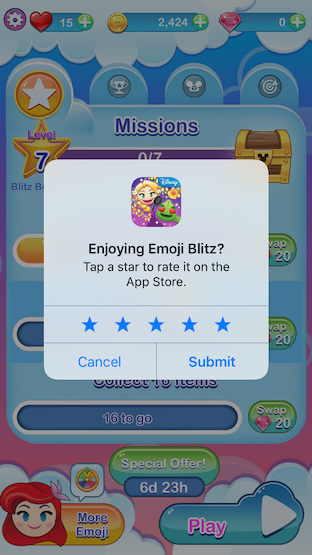 15
2,424
0
Level
7
Missions
0/7
Blitz Bo
Disney
Enjoying Emoji Blitz?
Tap a star to rate it on the
App Store.
Swap
20
Swap
20
Cancel
Submit
Collect 16 Items
16 to go
Swap
20
Special Offer!
6d 23h
More
Emoji
Play